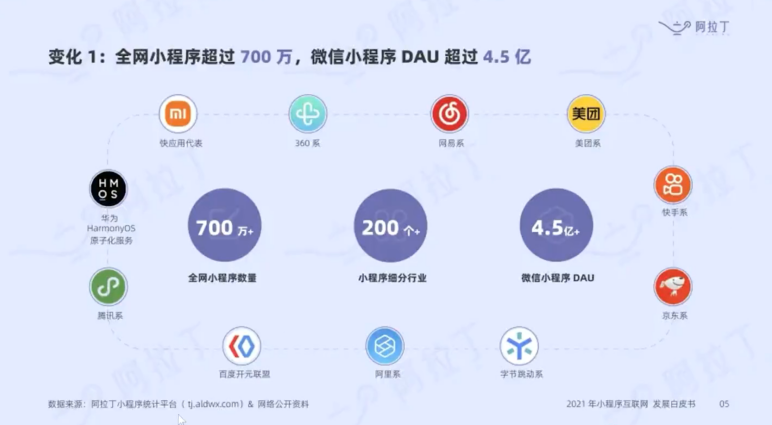 阿拉丁
变化 1：全网小程序超过 700 万，微信小程序 DAU 超过 4.5 亿
美团
快应用代表
360 系
网易系
美团系
HM
OS
华为
HarmonyOS
原子化服务
快手系
700 万+
200 个+
4.5亿+
全网小程序数量
小程序细分行业
微信小程序 DAU
腾讯系
京东系
百度开元联盟
阿里系
字节跳动系
数据来源：阿拉丁小程序统计平台（ tj.aldwx.com）& 网络公开资料
2021 年小程序互联网 发展白皮书
05